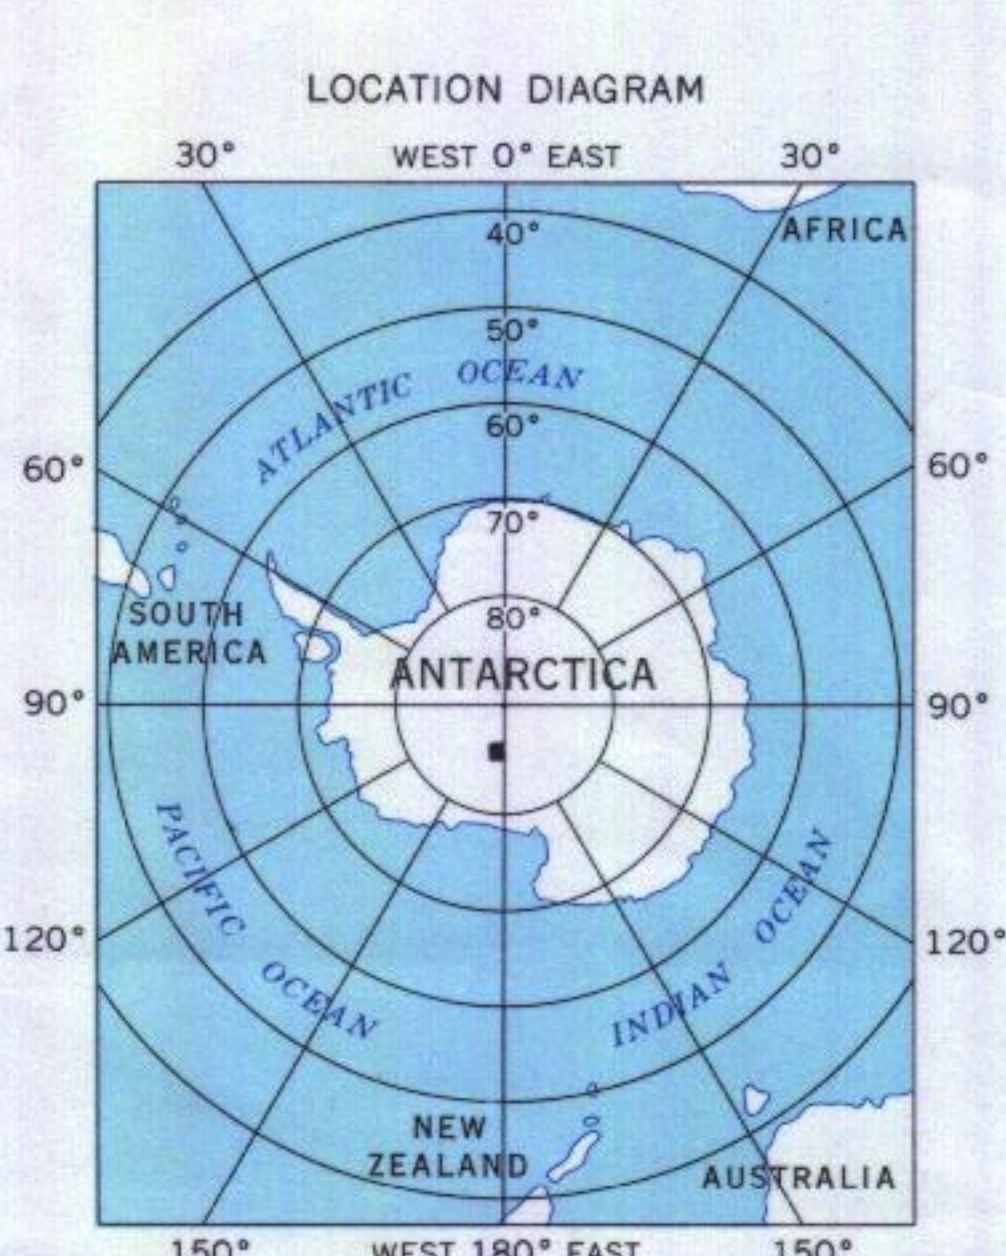 LOCATION DIAGRAM
30° WEST 0° EAST 30°
AFRICA
40°
50°
ATLANTIC OCEAN
60°
60° 60°
70°
80°
SOUTH
AMERICA
ANTARCTICA
90° 90°
PACIFIC OCEAN
INDIAN OCEAN
120° 120°
NEW
ZEALAND
AUSTRALIA
150° WEST 180° EAST 150°